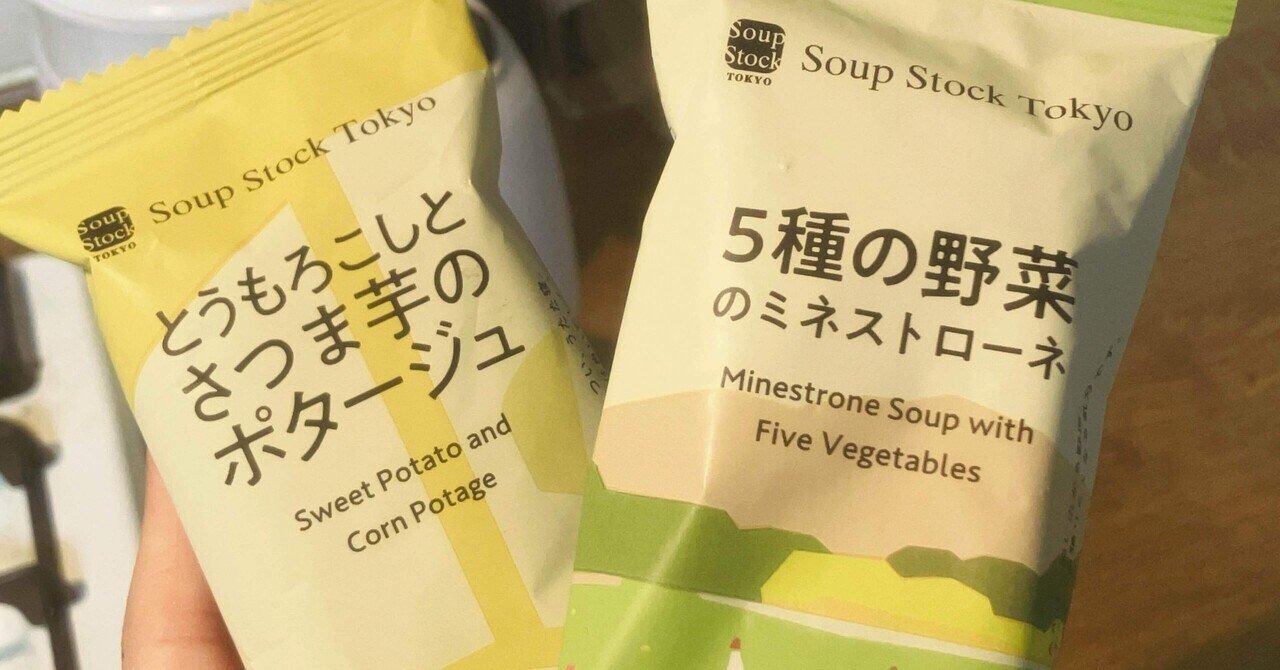 Soup
Stock
TOKYO
Soup Stock Tokyo
とうもろこしと
さつま芋の
ポタージュ
Sweet Potato and
Corn Potage
Soup
Stock
TOKYO
Soup Stock Tokyo
5種の野菜
のミネストローネ
Minestrone Soup with
Five Vegetables